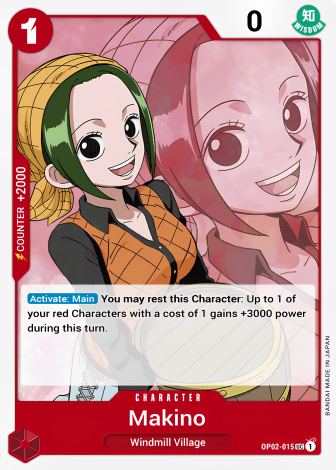 1
0
知
WISDOM
COUNTER +2000
Activate: Main You may rest this Character: Up to 1 of
your red Characters with a cost of 1 gains +3000 power
during this turn.
BANDAI MADE IN JAPAN
CHARACTER
Makino
Windmill Village
OP02-015 UC 1